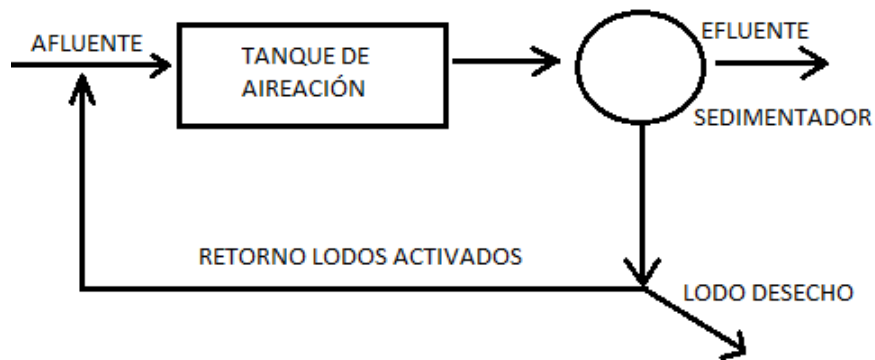 AFLUENTE
TANQUE DE
AIREACIÓN
EFLUENTE
SEDIMENTADOR
RETORNO LODOS ACTIVADOS
LODO DESECHO